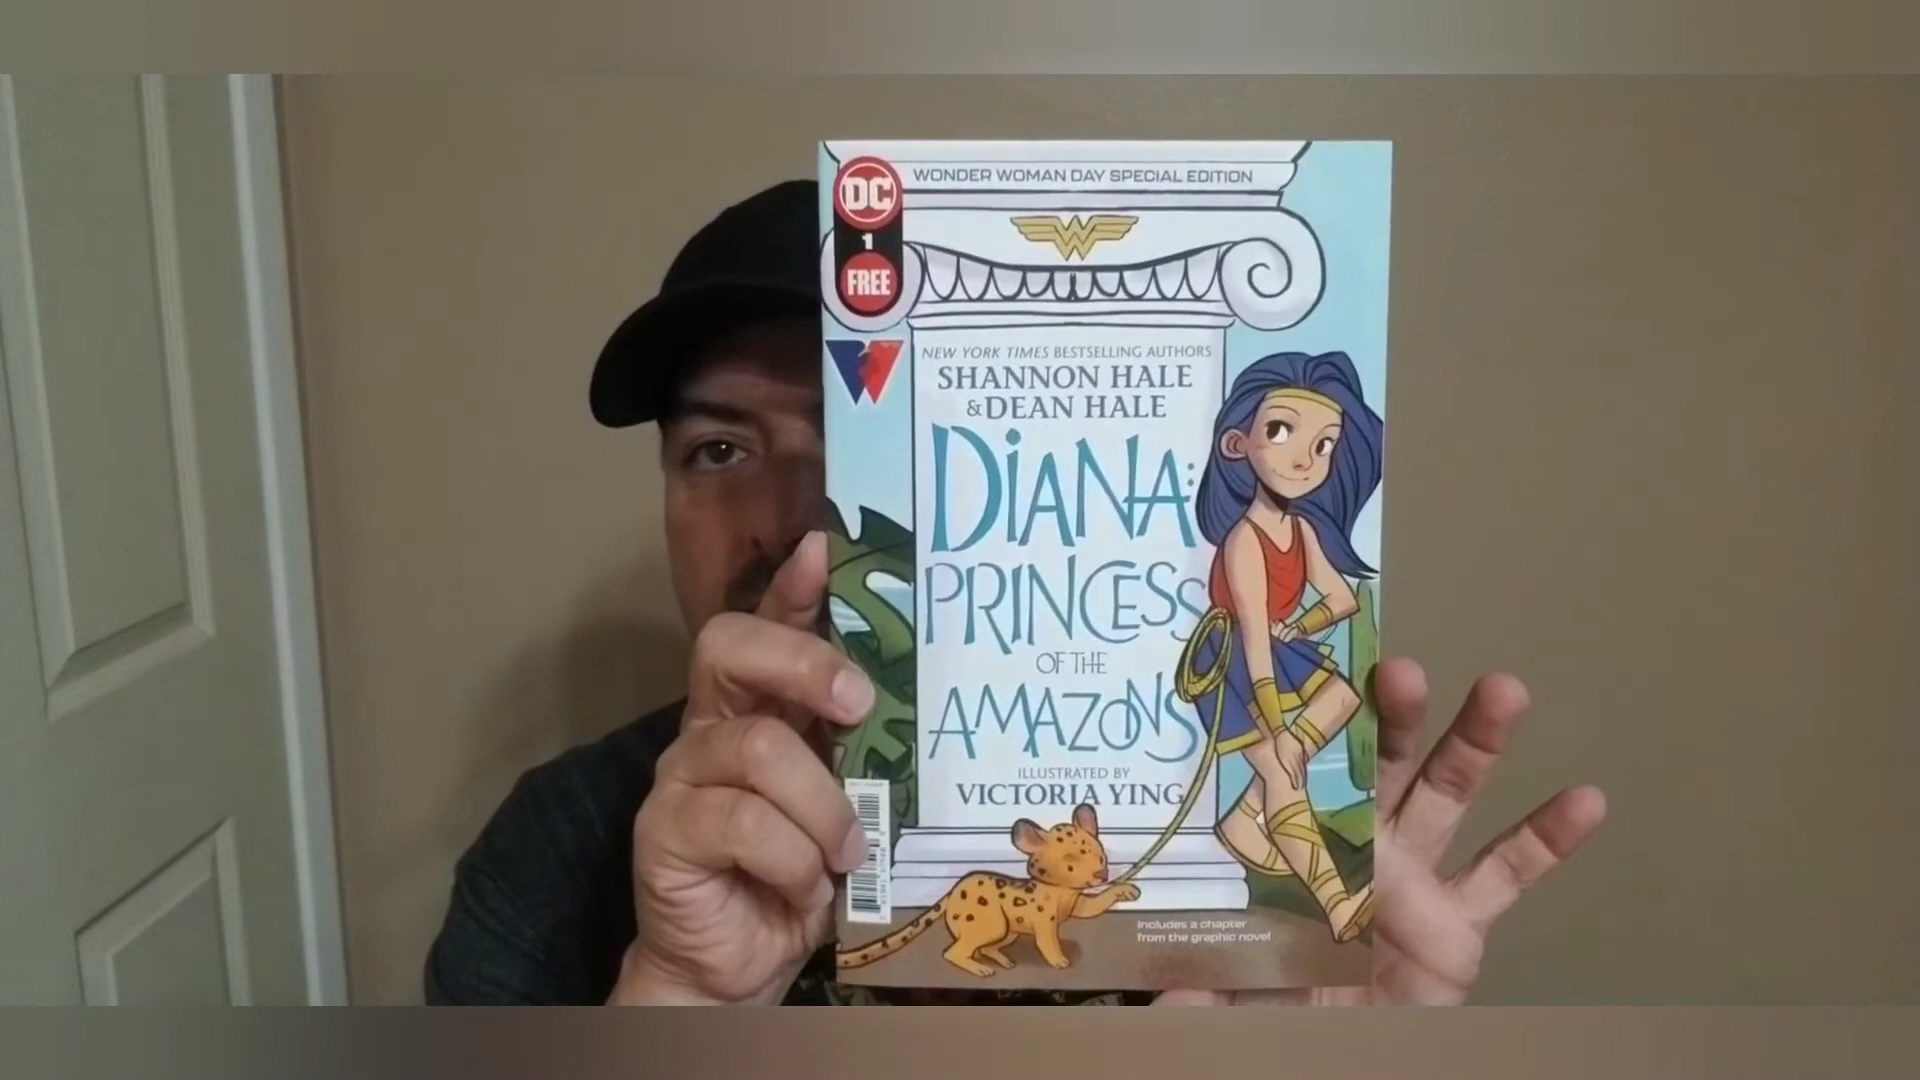 WONDER WOMAN DAY SPECIAL EDITION
DC
1
FREE
W
NEW YORK TIMES BESTSELLING AUTHORS
SHANNON HALE
& DEAN HALE
DIANA:
PRINCESS
OF THE
AMAZONS
ILLUSTRATED BY
VICTORIA YING
includes a chapter
from the graphic novel